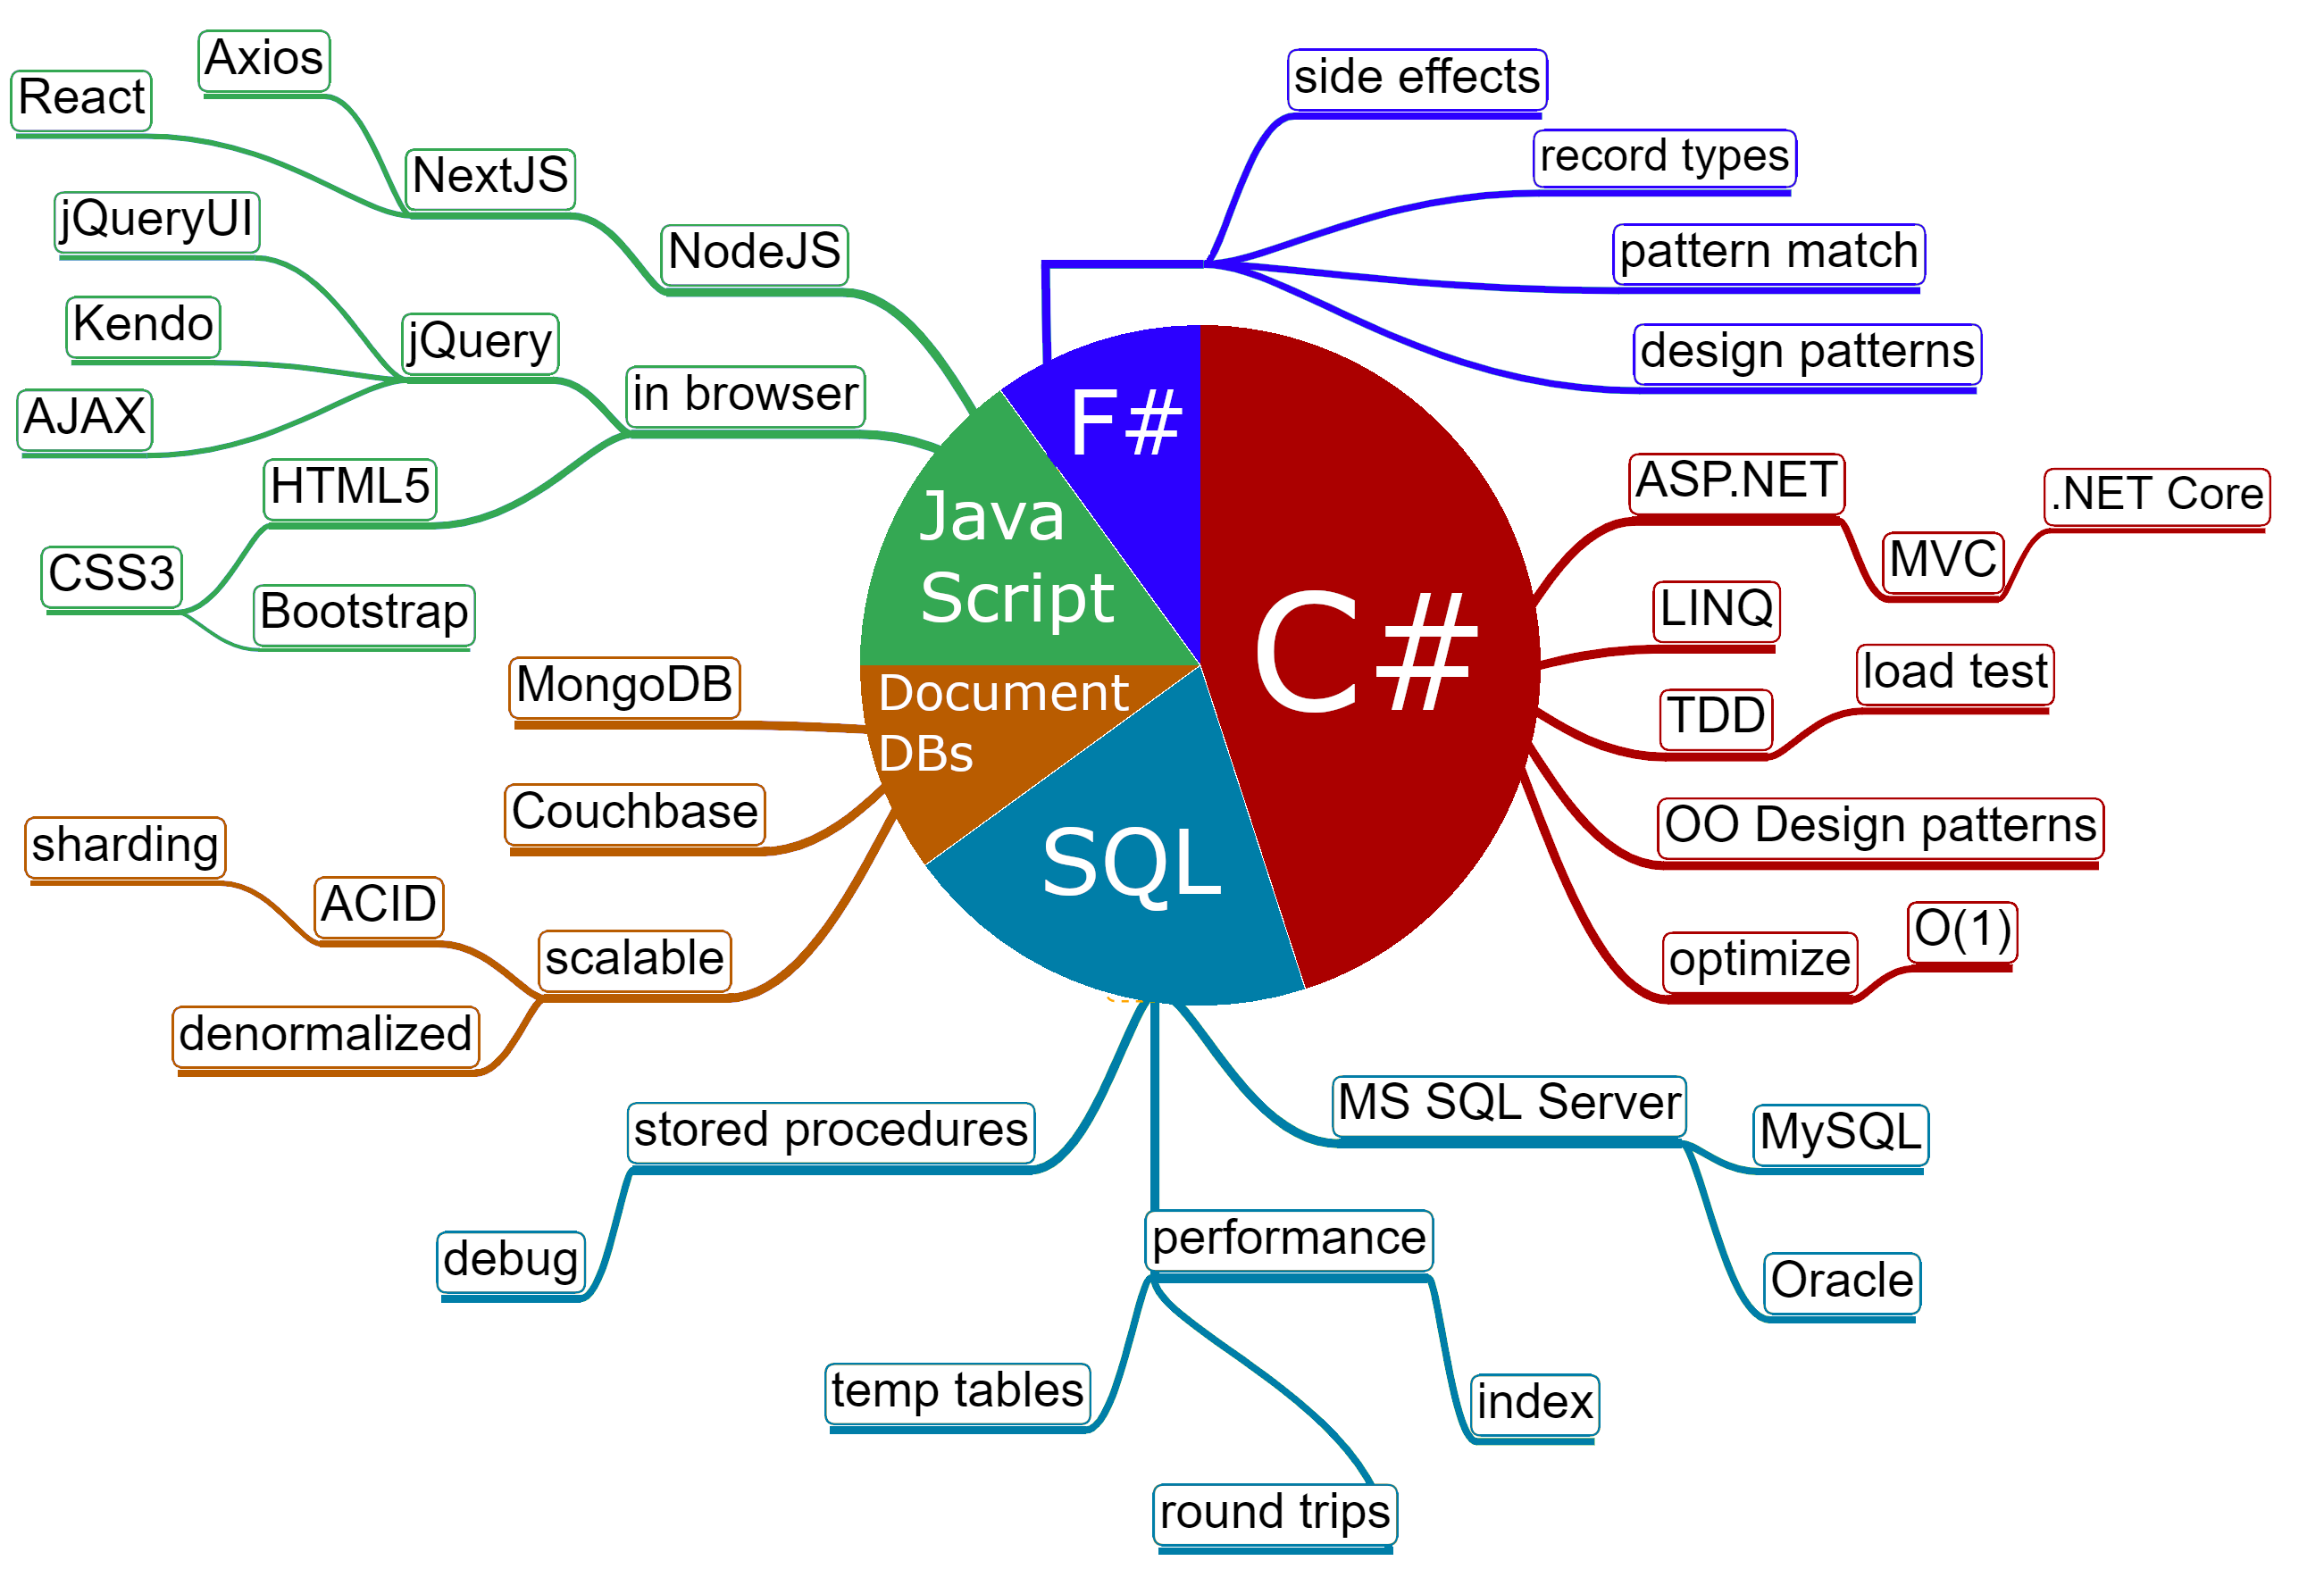 Axios
React
NextJS
jQueryUI
NodeJS
Kendo
jQuery
AJAX
in browser
HTML5
CSS3
Bootstrap
side effects
record types
pattern match
design patterns
F#
Java
Script
C#
Document
DBs
SQL
ASP.NET
.NET Core
MVC
LINQ
load test
TDD
OO Design patterns
O(1)
optimize
MongoDB
Couchbase
sharding
ACID
scalable
denormalized
stored procedures
debug
MS SQL Server
MySQL
Oracle
performance
temp tables
index
round trips